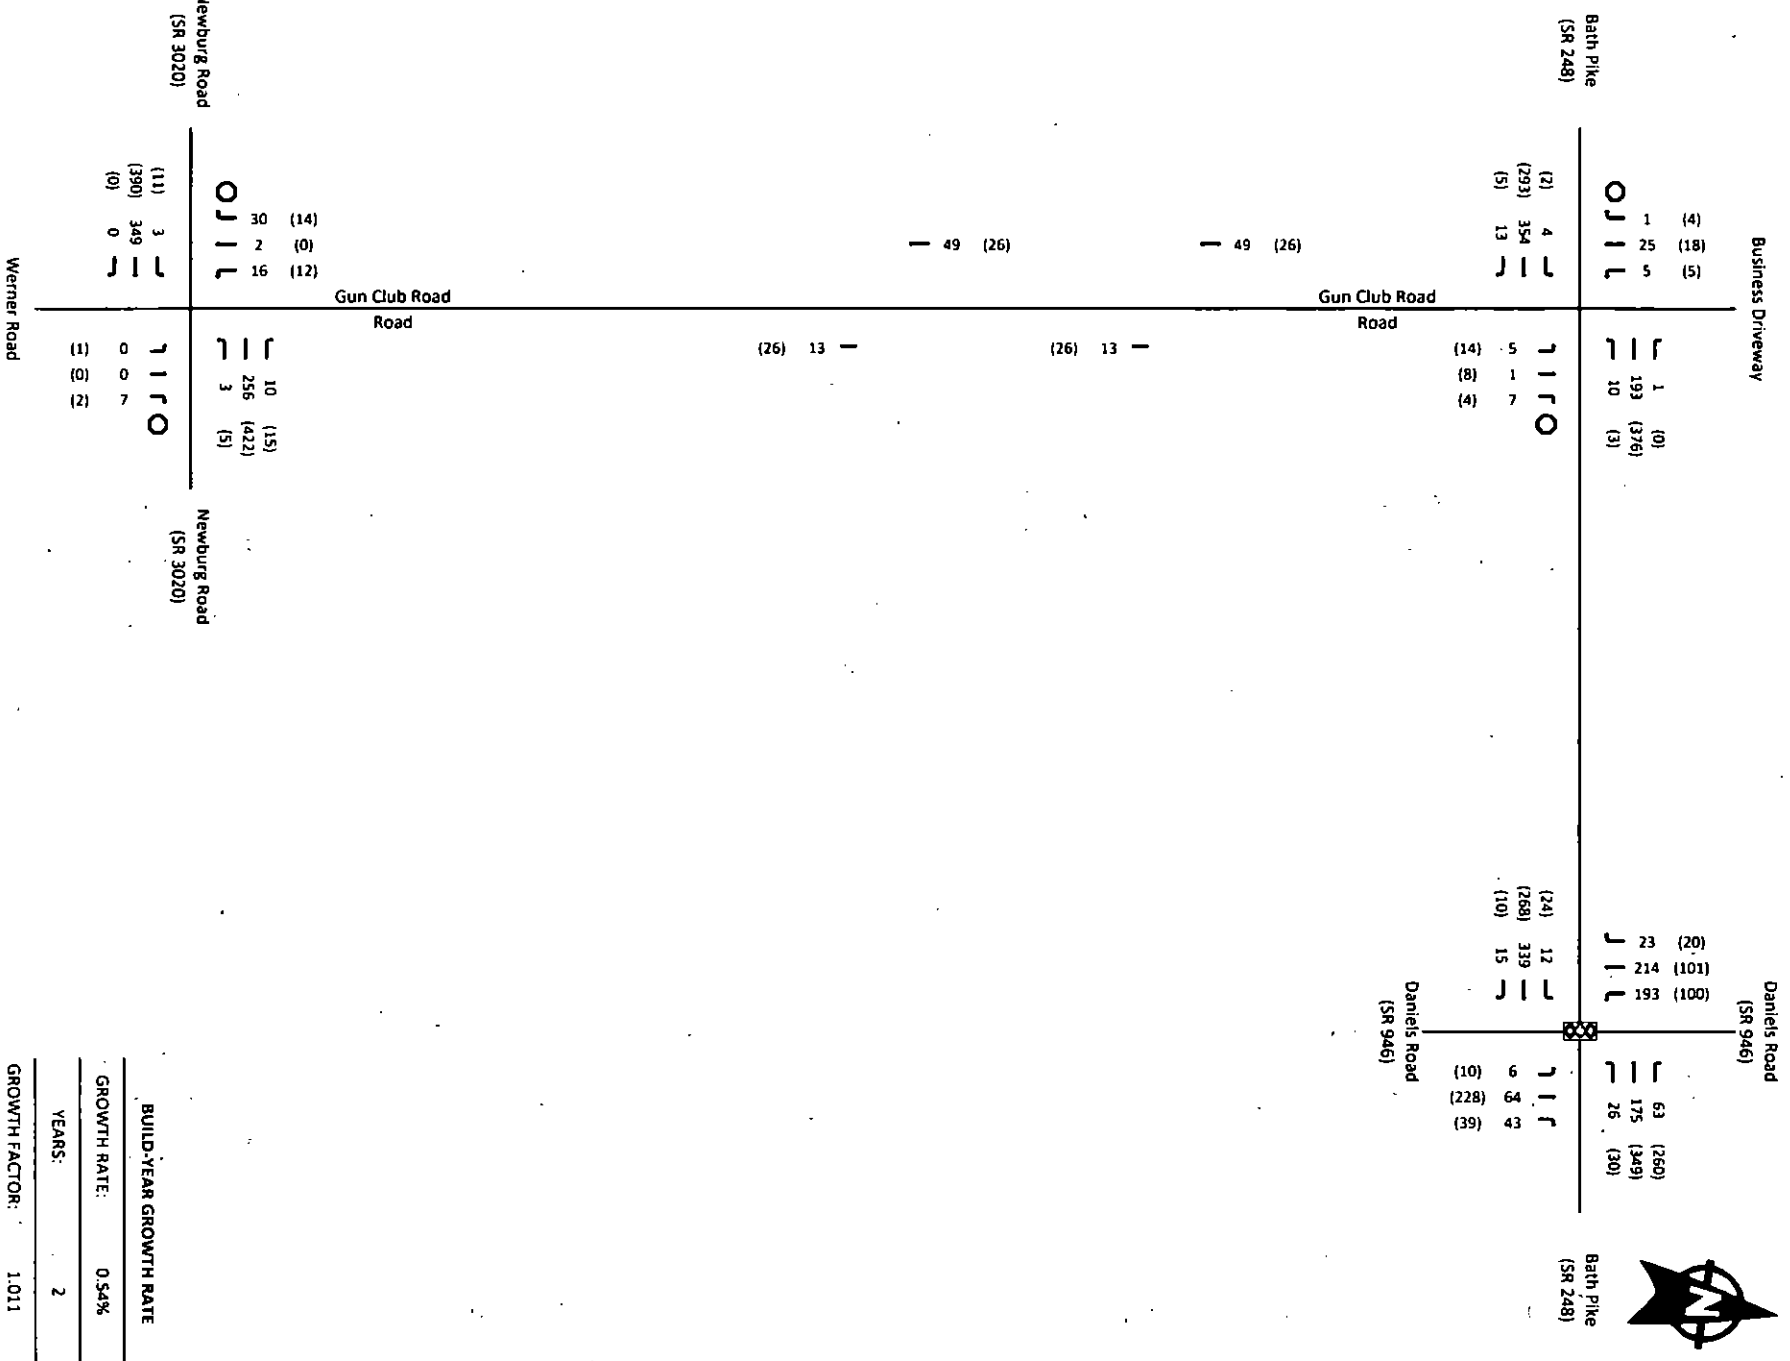 Bath Pike
(SR 248)
Business Driveway
1 (4)
25 (18)
5 (5)
(2) 4
(293) 354
(5) 13
1 (0)
193 (376)
10 (3)
(14) 5
(8) 1
(4) 7
Gun Club Road
Road
49 (26)
(26) 13
49 (26)
(26) 13
Gun Club Road
Road
Newburg Road
(SR 3020)
30 (14)
2 (0)
16 (12)
(11) 3
(390) 349
(0) 0
10 (15)
256 (422)
3 (5)
(1) 0
(0) 0
(2) 7
Werner Road
Newburg Road
(SR 3020)
Daniels Road
(SR 946)
23 (20)
214 (101)
193 (100)
(24) 12
(268) 339
(10) 15
63 (260)
175 (349)
26 (30)
(10) 6
(228) 64
(39) 43
Daniels Road
(SR 946)
Bath Pike
(SR 248)
N
BUILD-YEAR GROWTH RATE
GROWTH RATE: 0.54%
YEARS: 2
GROWTH FACTOR: 1.011